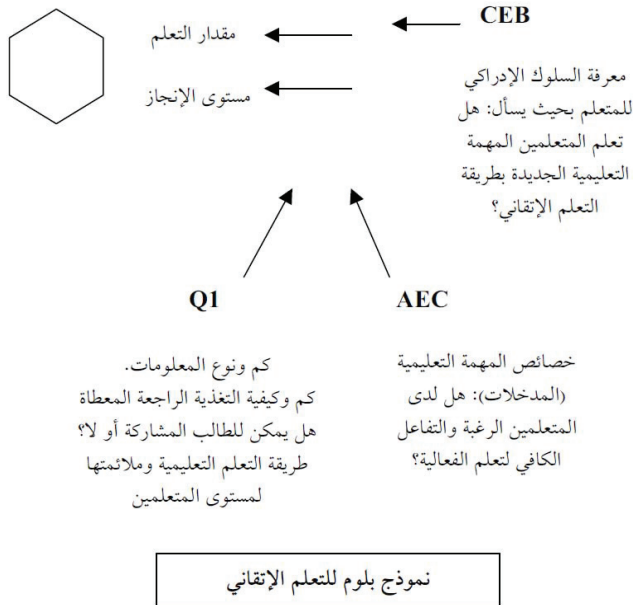 CEB
معرفة السلوك الإدراكي
للمتعلم بحيث يسأل: هل
تعلم المتعلمين المهمة
التعليمية الجديدة بطريقة
التعلم الإتقاني؟
مقدار التعلم
مستوى الإنجاز
AEC
خصائص المهمة التعليمية
(المدخلات): هل لدى
المتعلمين الرغبة والتفاعل
الكافي لتعلم الفعالية؟
Q1
كم ونوع المعلومات.
كم وكيفية التغذية الراجعة المعطاة
هل يمكن للطالب المشاركة أو لا؟
طريقة التعلم التعليمية وملائمتها
لمستوى المتعلمين
نموذج بلوم للتعلم الإتقاني